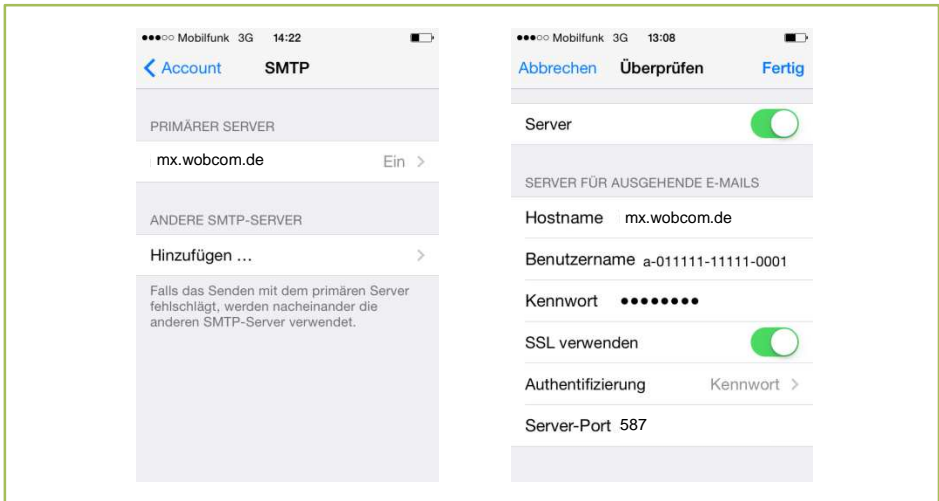 Mobilfunk 3G 14:22
Account SMTP
PRIMÄRER SERVER
mx.wobcom.de Ein
ANDERE SMTP-SERVER
Hinzufügen ...
Falls das Senden mit dem primären Server
fehlschlägt, werden nacheinander die
anderen SMTP-Server verwendet.
Mobilfunk 3G 13:08
Abbrechen Überprüfen Fertig
Server
SERVER FÜR AUSGEHENDE E-MAILS
Hostname mx.wobcom.de
Benutzername a-011111-11111-0001
Kennwort ●●●●●●●●
SSL verwenden
Authentifizierung Kennwort
Server-Port 587